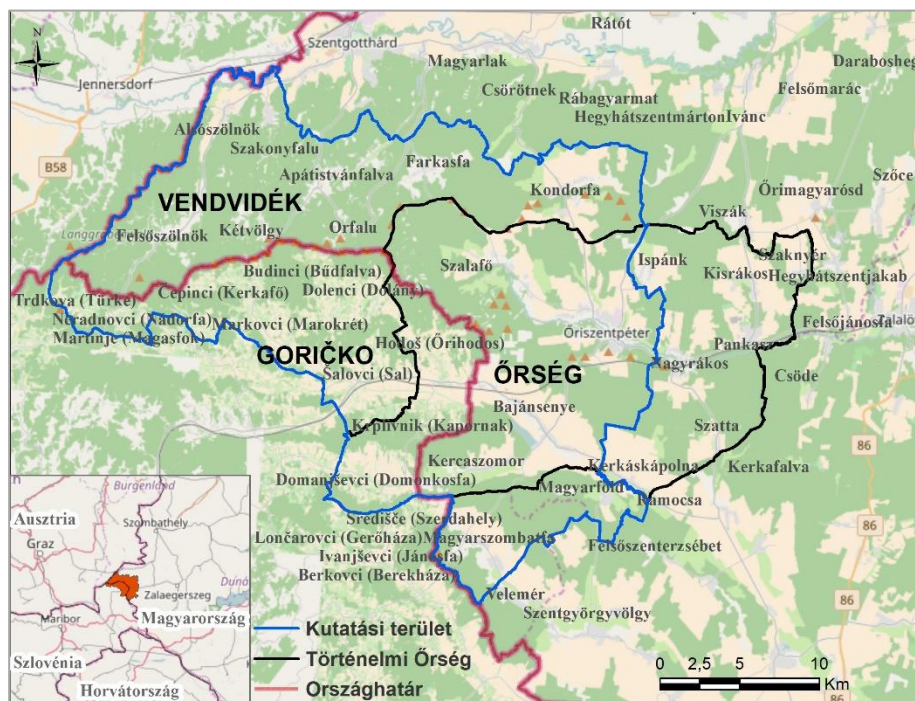 N
Rátót
Szentgotthárd
Jennersdorf
Magyarlak
Daraboshegy
Csörötnek
Rábagyarmat
Felsőmarác
HegyhátszentmártonIvánc
Alsószölnök
Szakonyfalu
Farkasfa
B58
Apátistvánfalva
Kondorfa
Szőce
Őrimagyarósd
VENDVIDÉK
Viszák
Felsőszölnök
Kétvölgy
Orfalu
Szaknyér
Ispánk
Szalafő
Kisrákos
Hegyhátszentjakab
Budinci (Bűdfalva)
Dolenci (Dolány)
Čepinci (Kerkafő)
Trdkova (Türke)
Neradnovci (Nádorfa)
Markovci (Marokrét)
Martinje (Magasfok)
Felsőjánosfa
Őriszentpéter
Hodoš (Őrihodos)
Pankasz
GORIČKO
Nagyrákos
Šalovci (Sal)
ŐRSÉG
Csöde
Bajánsenye
Krplivnik (Kapornak)
Szatta
86
Kercaszomor
Kerkáskápolna
Kerkafalva
Domanjševci (Domonkosfa)
Magyarföld
Ramocsa
Središče (Szerdahely)
Lončarovci (Gerőháza)
Magyarszombatfa
Felsőszenterzsébet
Ivanjševci (Jánosfa)
Berkovci (Berekháza)
Velemér
86
Szentgyörgyvölgy
86
Burgenland
Ausztria
Szombathely
Graz
Zalaegerszeg
Maribor
Magyarország
Szlovénia
Horvátország
Kutatási terület
Történelmi Őrség
Országhatár
0 2,5 5 10
Km